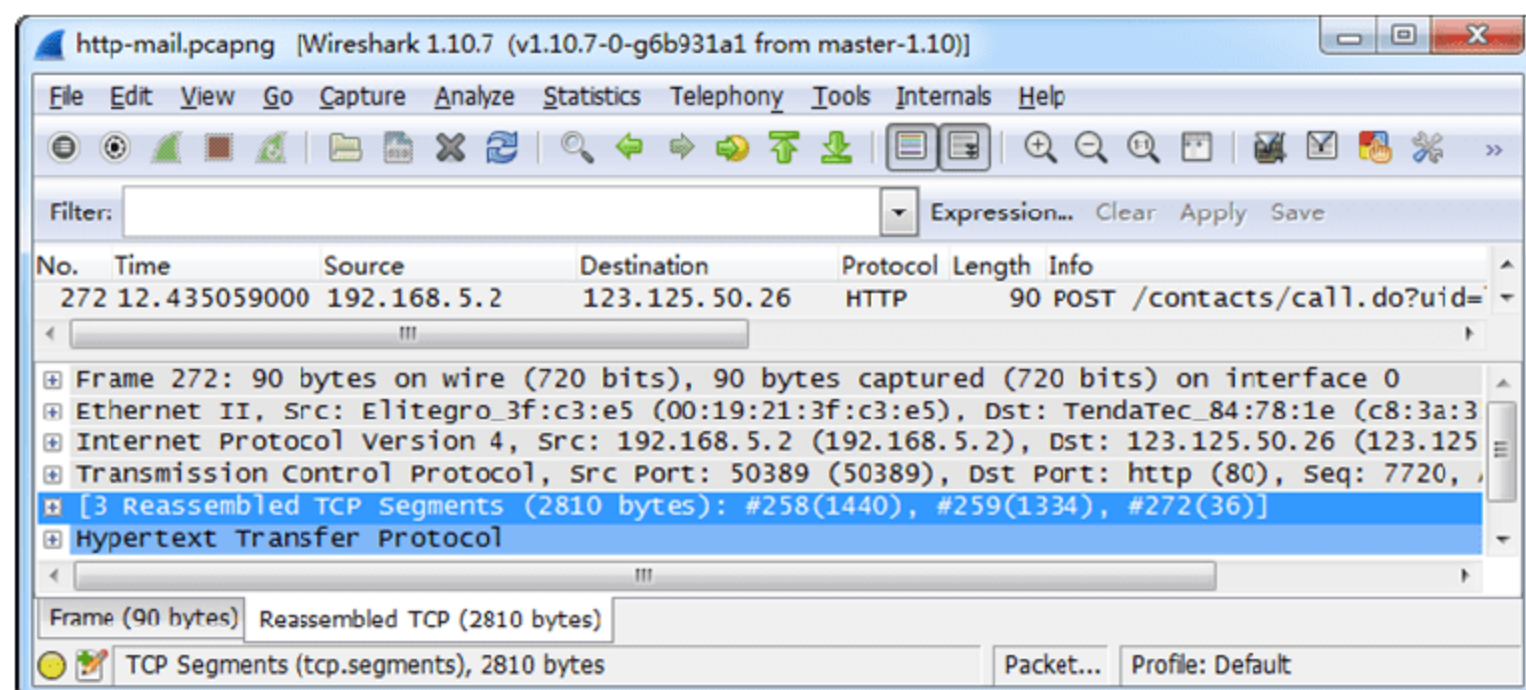 http-mail.pcapng [Wireshark 1.10.7 (v1.10.7-0-g6b931a1 from master-1.10)]
File Edit View Go Capture Analyze Statistics Telephony Tools Internals Help
Filter: Expression... Clear Apply Save
No. Time Source Destination Protocol Length Info
272 12.435059000 192.168.5.2 123.125.50.26 HTTP 90 POST /contacts/call.do?uid=
Frame 272: 90 bytes on wire (720 bits), 90 bytes captured (720 bits) on interface 0
Ethernet II, Src: Elitegro_3f:c3:e5 (00:19:21:3f:c3:e5), Dst: TendaTec_84:78:1e (c8:3a:3
Internet Protocol Version 4, Src: 192.168.5.2 (192.168.5.2), Dst: 123.125.50.26 (123.125
Transmission Control Protocol, Src Port: 50389 (50389), Dst Port: http (80), Seq: 7720,
[3 Reassembled TCP Segments (2810 bytes): #258(1440), #259(1334), #272(36)]
Hypertext Transfer Protocol
Frame (90 bytes) Reassembled TCP (2810 bytes)
TCP Segments (tcp.segments), 2810 bytes Packet... Profile: Default